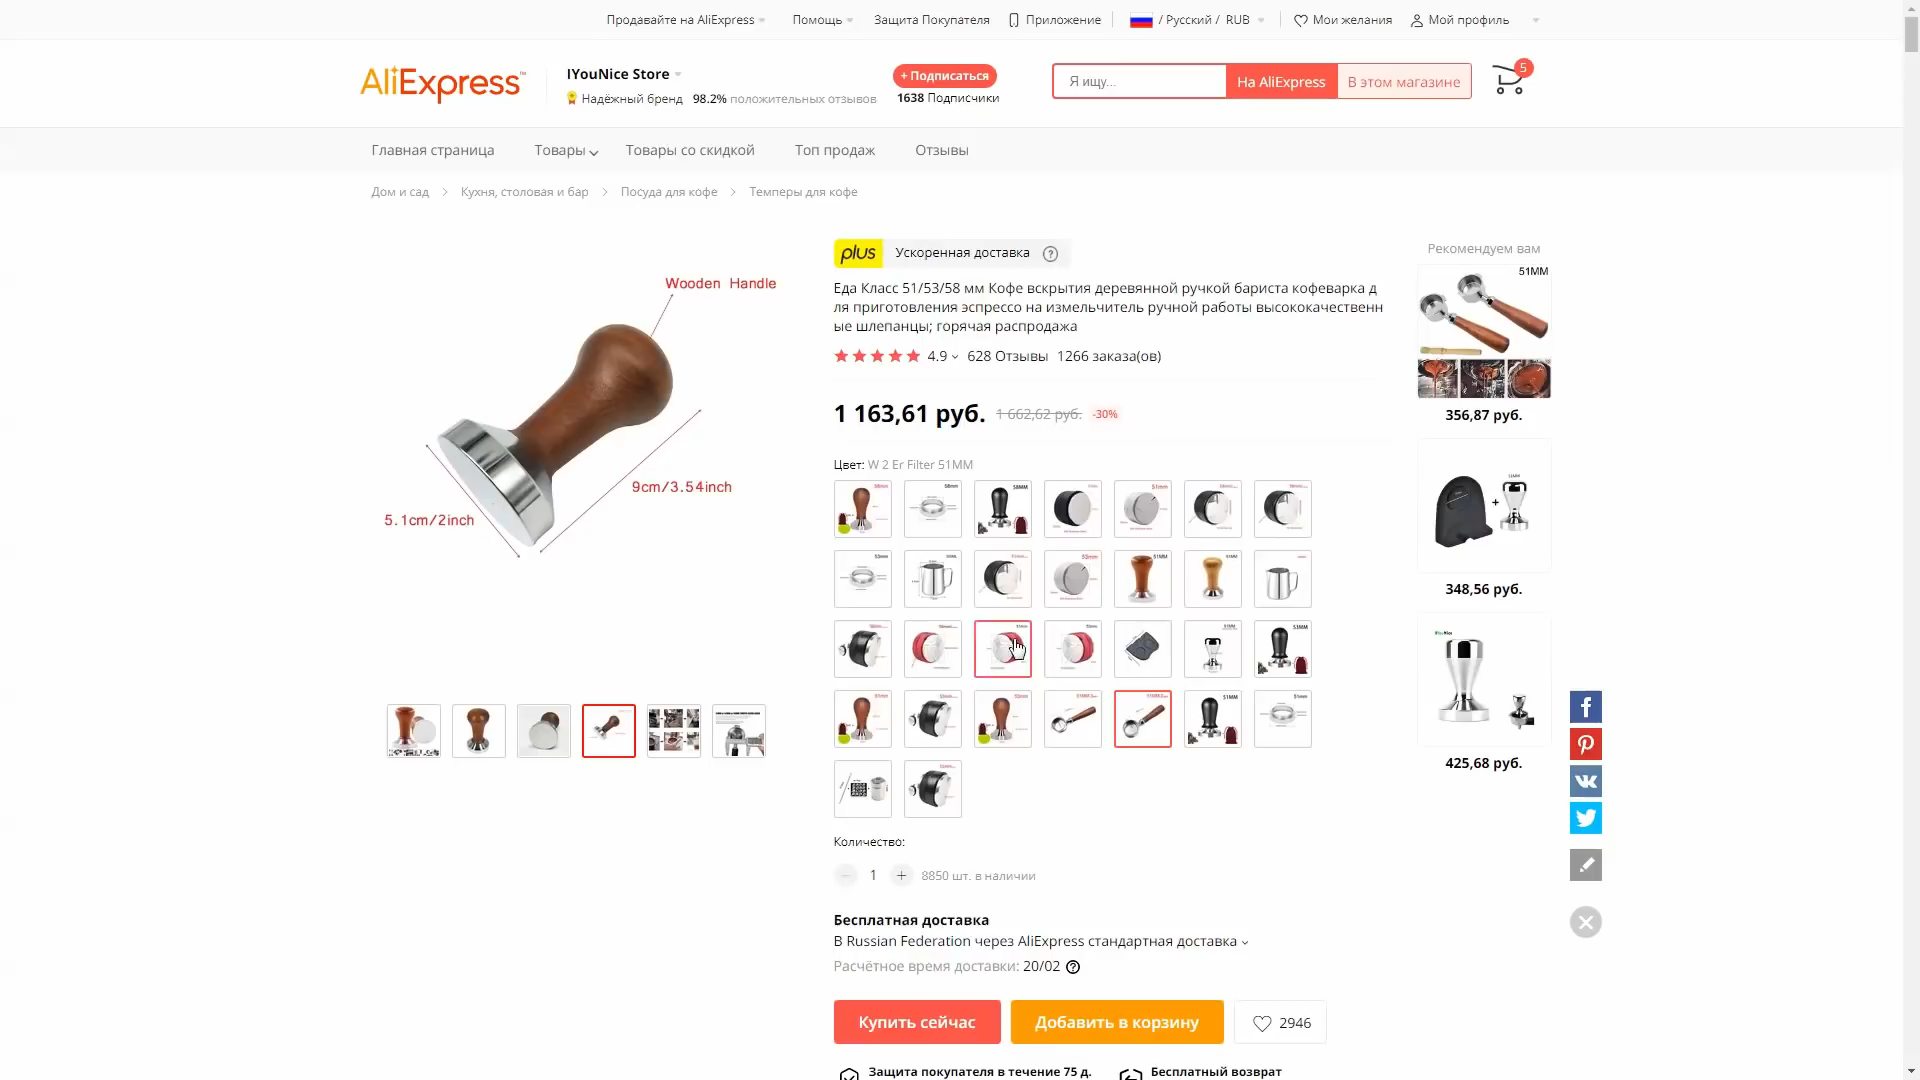 Продавайте на AliExpress
Помощь
Защита Покупателя
Приложение
/ Русский / RUB
Мои желания
Мой профиль
AliExpress™
IYouNice Store
Надёжный бренд 98.2% положительных отзывов
+ Подписаться
1638 Подписчики
Я ищу...
На AliExpress
В этом магазине
5
Главная страница
Товары
Товары со скидкой
Топ продаж
Отзывы
Дом и сад > Кухня, столовая и бар > Посуда для кофе > Темперы для кофе
Wooden Handle
9cm/3.54inch
5.1cm/2inch
plus Ускоренная доставка ?
Еда Класс 51/53/58 мм Кофе вскрытия деревянной ручкой бариста кофеварка д
ля приготовления эспрессо на измельчитель ручной работы высококачественн
ые шлепанцы; горячая распродажа
4.9 628 Отзывы 1266 заказа(ов)
1 163,61 руб. 1 662,62 руб. -30%
Цвет: W 2 Er Filter 51MM
Количество:
− 1 + 8850 шт. в наличии
Бесплатная доставка
В Russian Federation через AliExpress стандартная доставка
Расчётное время доставки: 20/02 ?
Купить сейчас
Добавить в корзину
2946
Защита покупателя в течение 75 д.
Бесплатный возврат
Рекомендуем вам
51MM
356,87 руб.
348,56 руб.
425,68 руб.